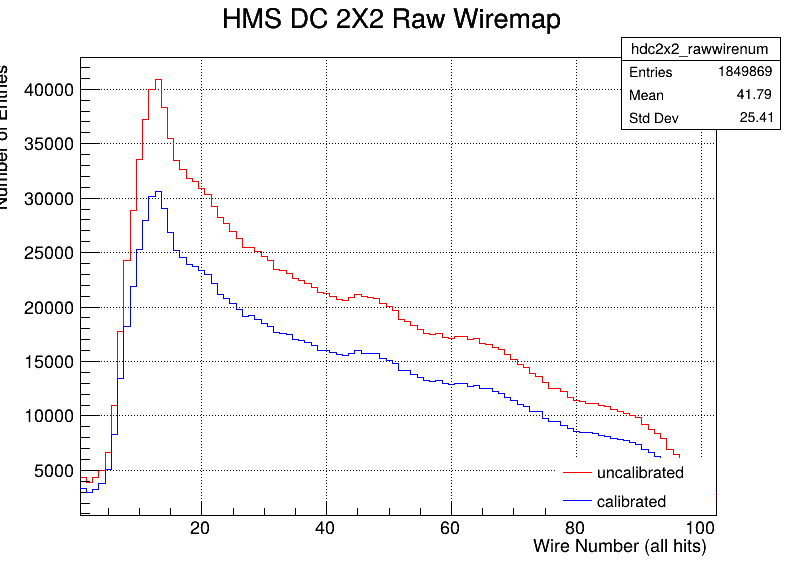 HMS DC 2X2 Raw Wiremap
hdc2x2_rawwirenum
Entries 1849869
Mean 41.79
Std Dev 25.41
Number of Entries
40000
35000
30000
25000
20000
15000
10000
5000
uncalibrated
calibrated
20 40 60 80 100
Wire Number (all hits)